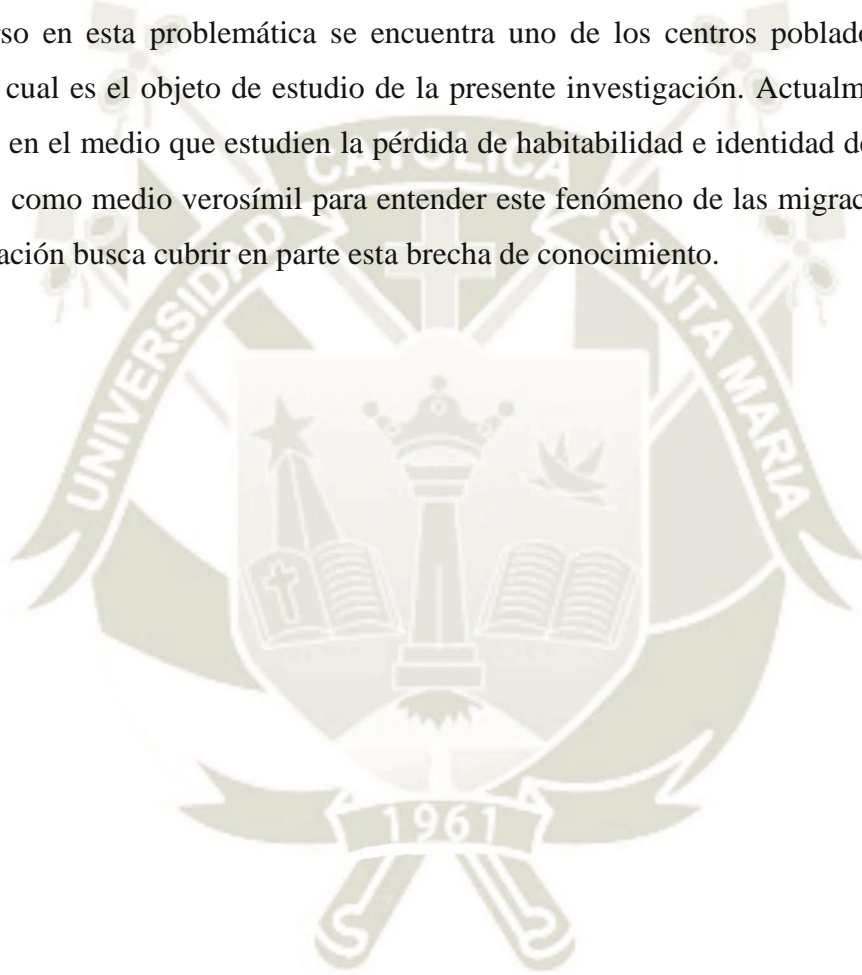 rso en esta problemática se encuentra uno de los centros poblado
cual es el objeto de estudio de la presente investigación. Actualm
en el medio que estudien la pérdida de habitabilidad e identidad d
como medio verosímil para entender este fenómeno de las migrac
ación busca cubrir en parte esta brecha de conocimiento.
UNIVERSIDAD CATOLICA SANTA MARIA
1961